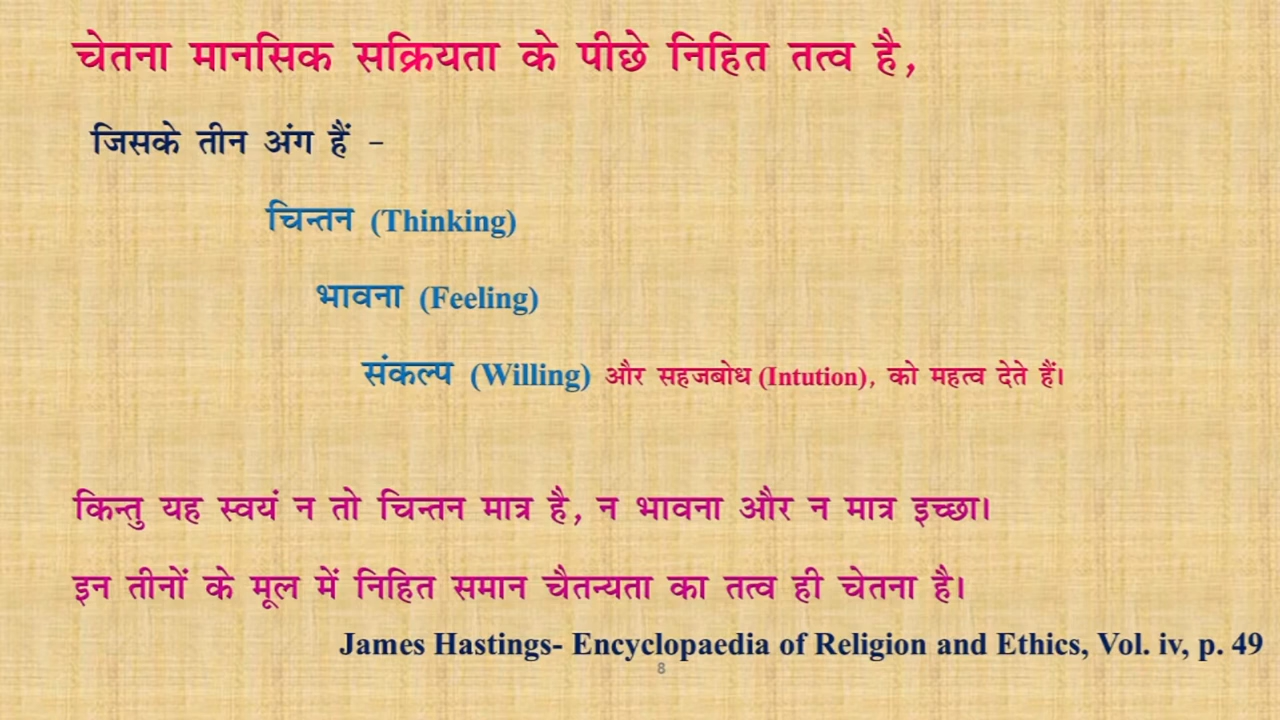 चेतना मानसिक सक्रियता के पीछे निहित तत्व है,
जिसके तीन अंग हैं -
चिन्तन (Thinking)
भावना (Feeling)
संकल्प (Willing) और सहजबोध (Intution), को महत्व देते हैं।
किन्तु यह स्वयं न तो चिन्तन मात्र है, न भावना और न मात्र इच्छा।
इन तीनों के मूल में निहित समान चैतन्यता का तत्व ही चेतना है।
James Hastings- Encyclopaedia of Religion and Ethics, Vol. iv, p. 49
8